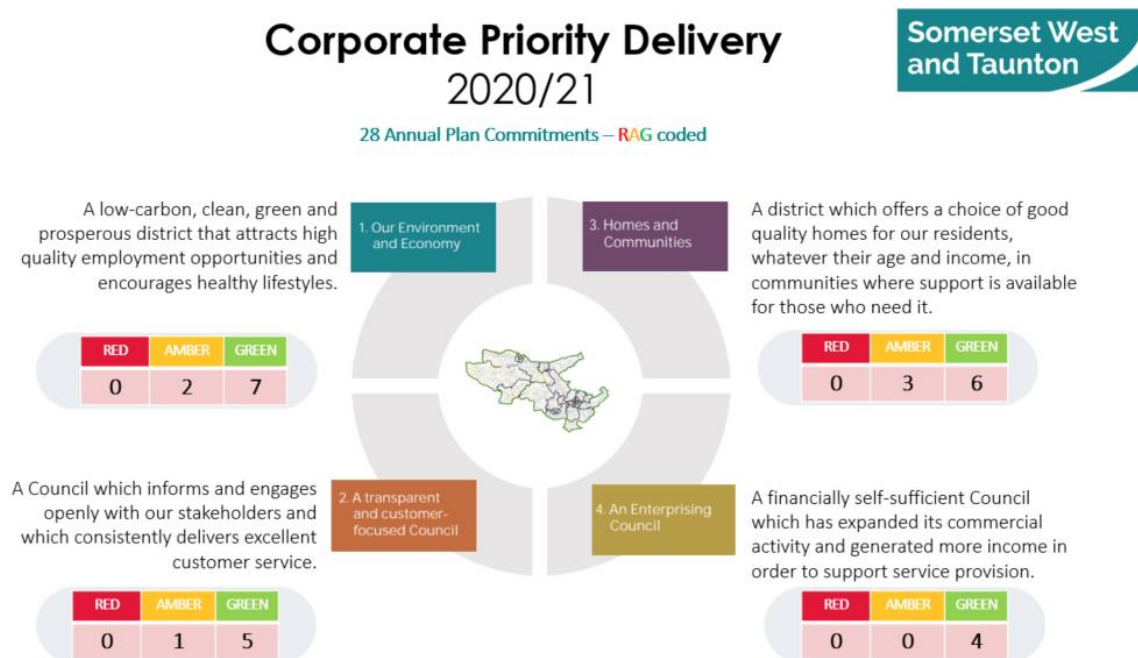 Corporate Priority Delivery
2020/21
Somerset West
and Taunton
28 Annual Plan Commitments – RAG coded
A low-carbon, clean, green and
prosperous district that attracts high
quality employment opportunities and
encourages healthy lifestyles.
1. Our Environment
and Economy
RED AMBER GREEN
0 2 7
3. Homes and
Communities
A district which offers a choice of good
quality homes for our residents,
whatever their age and income, in
communities where support is available
for those who need it.
RED AMBER GREEN
0 3 6
A Council which informs and engages
openly with our stakeholders and
which consistently delivers excellent
customer service.
2. A transparent
and customer-
focused Council
RED AMBER GREEN
0 1 5
4. An Enterprising
Council
A financially self-sufficient Council
which has expanded its commercial
activity and generated more income in
order to support service provision.
RED AMBER GREEN
0 0 4